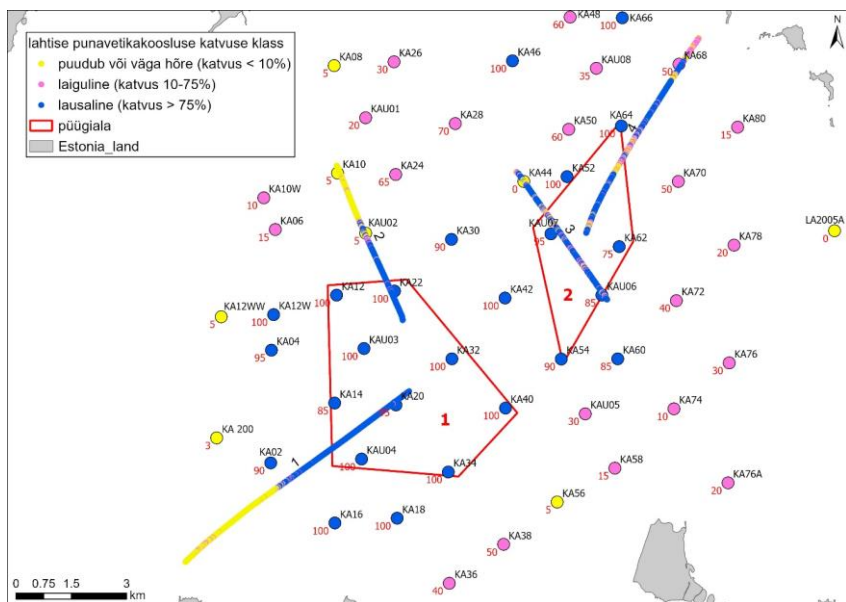 lahtise punavetikakoosluse katvuse klass
puudub või väga hõre (katvus < 10%)
laiguline (katvus 10-75%)
lausaline (katvus > 75%)
püügiala
Estonia_land
N
KA08
5
KA26
30
KA46
100
KA48
60
KA66
100
KAU08
35
KA68
50
KAU01
20
KA28
70
KA50
60
KA64
100
KA80
15
4
KA10
5
KA24
65
KA44
0
KA52
100
KA70
50
KA10W
10
KA06
15
KAU02
5
2
KA30
90
KAU07
95
3
KA62
75
KA78
20
LA2005A
0
KA12WW
5
KA12W
100
KA12
100
KA22
100
KA42
100
2
KAU06
85
KA72
40
KA04
95
KAU03
100
KA32
100
KA54
90
KA60
85
KA76
30
KA14
85
KA20
1
KA40
100
KAU05
30
KA74
10
KA 200
3
KA02
90
1
KAU04
100
KA34
100
KA58
15
KA76A
20
KA16
100
KA18
100
KA56
5
KA38
50
KA36
40
0 0.75 1.5 3
km